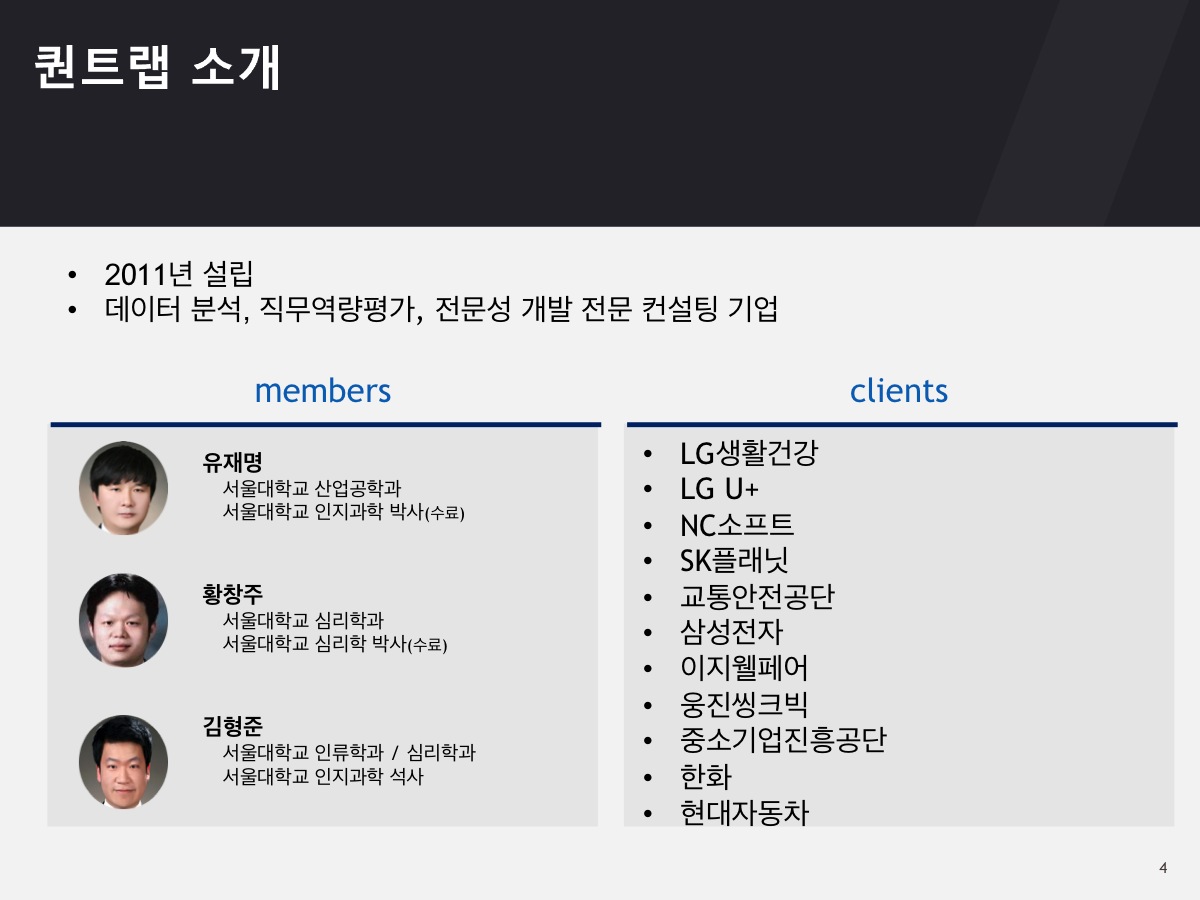 퀀트랩 소개
• 2011년 설립
• 데이터 분석, 직무역량평가, 전문성 개발 전문 컨설팅 기업
members
유재명
서울대학교 산업공학과
서울대학교 인지과학 박사(수료)
황창주
서울대학교 심리학과
서울대학교 심리학 박사(수료)
김형준
서울대학교 인류학과 / 심리학과
서울대학교 인지과학 석사
clients
• LG생활건강
• LG U+
• NC소프트
• SK플래닛
• 교통안전공단
• 삼성전자
• 이지웰페어
• 웅진씽크빅
• 중소기업진흥공단
• 한화
• 현대자동차
4